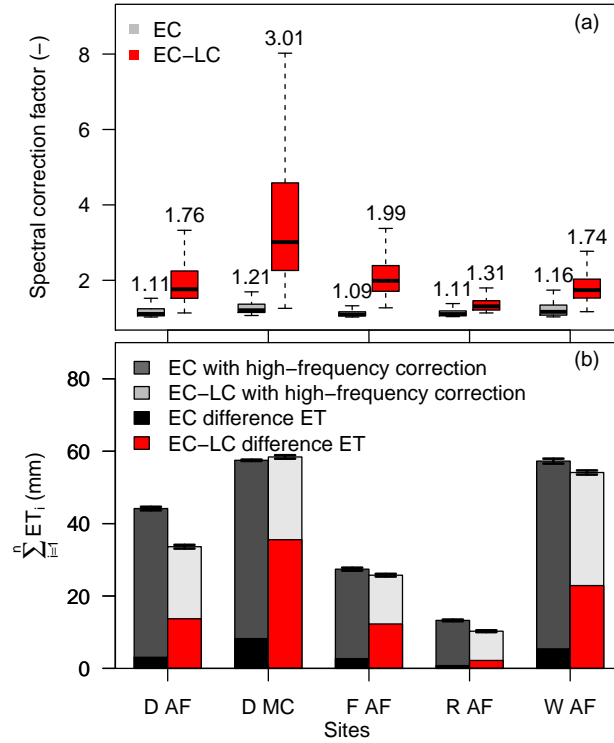 (a)
EC
EC−LC
Spectral correction factor (−)
8
6
4
2
1.11
1.76
1.21
3.01
1.09
1.99
1.11
1.31
1.16
1.74
(b)
EC with high−frequency correction
EC−LC with high−frequency correction
EC difference ET
EC−LC difference ET
∑ⁿᵢ₌₁ ETᵢ (mm)
80
60
40
20
0
D AF
D MC
F AF
R AF
W AF
Sites